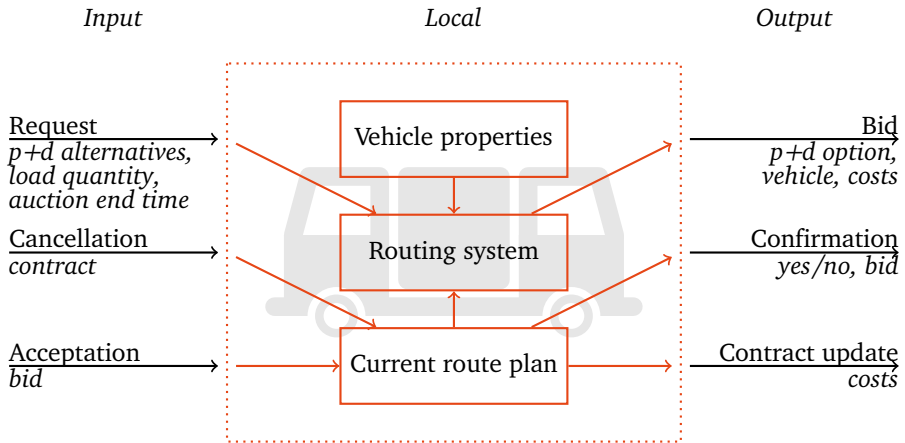 Input
Local
Output
Request
p+d alternatives,
load quantity,
auction end time
Cancellation
contract
Acceptation
bid
Vehicle properties
Routing system
Current route plan
Bid
p+d option,
vehicle, costs
Confirmation
yes/no, bid
Contract update
costs